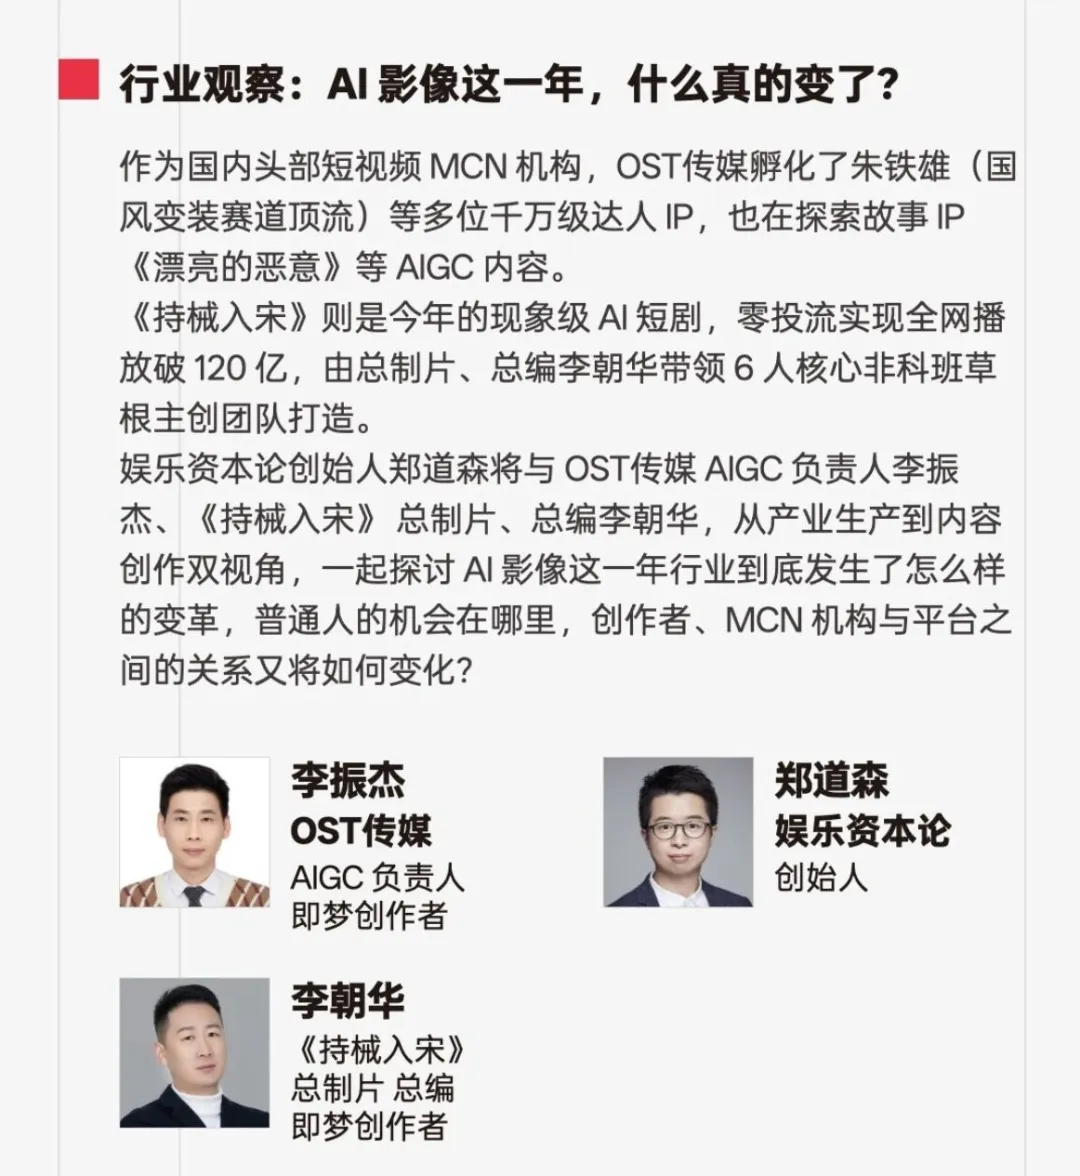 行业观察：AI 影像这一年，什么真的变了？
作为国内头部短视频 MCN 机构，OST传媒孵化了朱铁雄（国
风变装赛道顶流）等多位千万级达人 IP，也在探索故事 IP
《漂亮的恶意》等 AIGC 内容。
《持械入宋》则是今年的现象级 AI 短剧，零投流实现全网播
放破 120 亿，由总制片、总编李朝华带领 6 人核心非科班草
根主创团队打造。
娱乐资本论创始人郑道森将与 OST传媒 AIGC 负责人李振
杰、《持械入宋》 总制片、总编李朝华，从产业生产到内容
创作双视角，一起探讨 AI 影像这一年行业到底发生了怎么样
的变革，普通人的机会在哪里，创作者、MCN 机构与平台之
间的关系又将如何变化？
李振杰
OST传媒
AIGC 负责人
即梦创作者
郑道森
娱乐资本论
创始人
李朝华
《持械入宋》
总制片 总编
即梦创作者